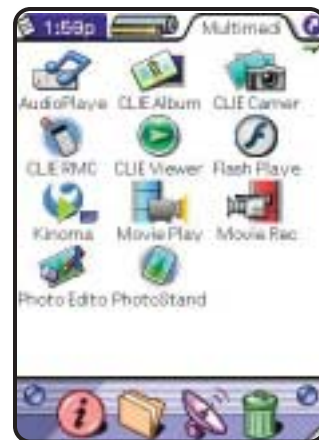 1:59p Multimedi
AudioPlaye CLIE Album CLIE Camer
CLIE RMC CLIE Viewer Flash Playe
Kinoma Movie Play Movie Rec
Photo Edito PhotoStand